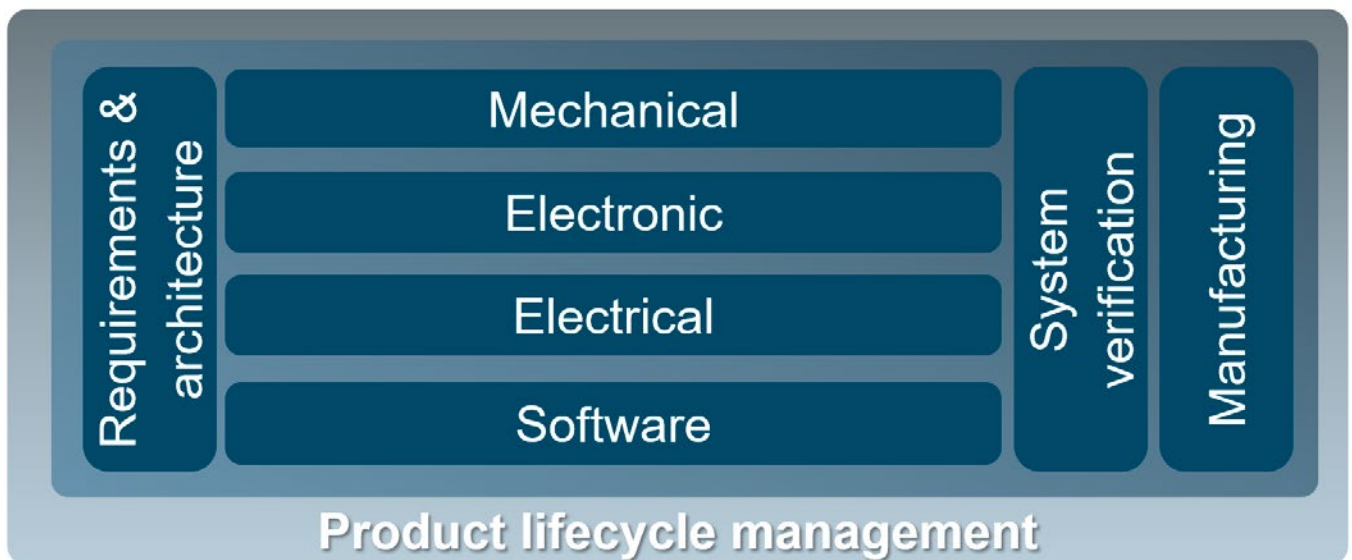 Requirements &
architecture
Mechanical
Electronic
Electrical
Software
System
verification
Manufacturing
Product lifecycle management